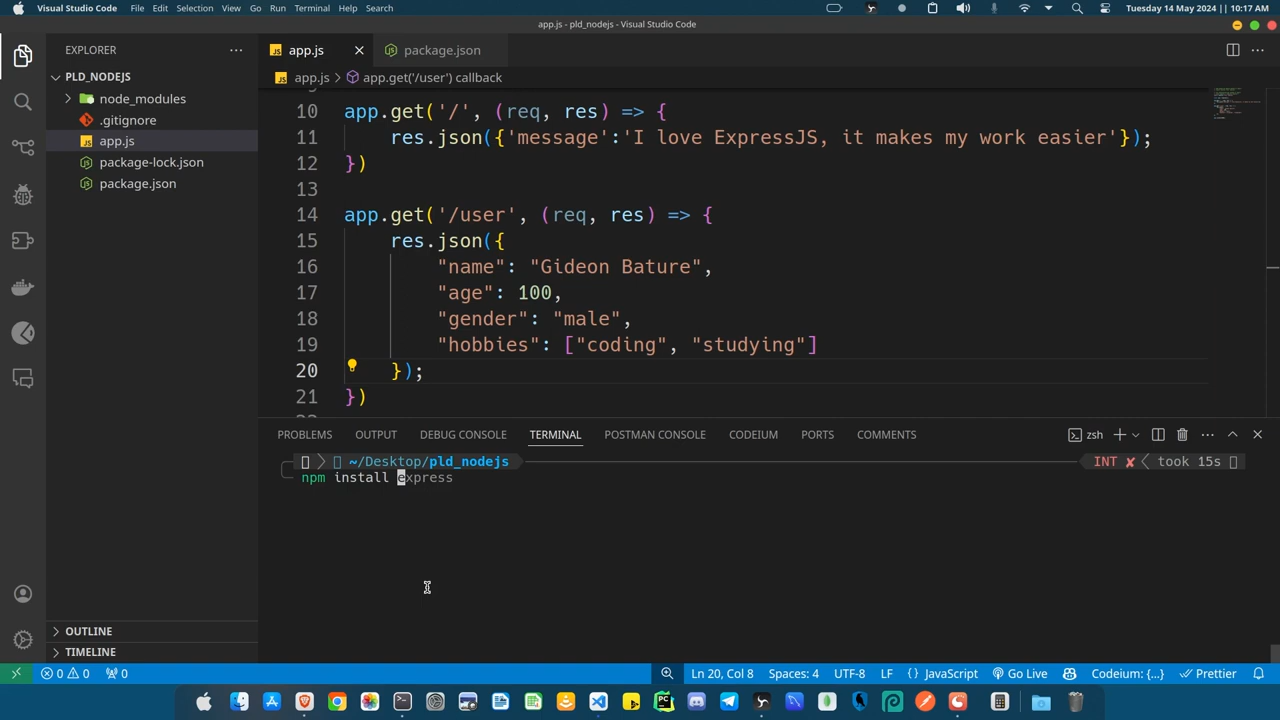 Visual Studio Code File Edit Selection View Go Run Terminal Help Search Tuesday 14 May 2024 || 10:17 AM
app.js - pld_nodejs - Visual Studio Code
EXPLORER
PLD_NODEJS
node_modules
.gitignore
app.js
package-lock.json
package.json
OUTLINE
TIMELINE
JS app.js package.json
JS app.js app.get('/user') callback
10 app.get('/', (req, res) => {
11 res.json({'message':'I love ExpressJS, it makes my work easier'});
12 })
13
14 app.get('/user', (req, res) => {
15 res.json({
16 "name": "Gideon Bature",
17 "age": 100,
18 "gender": "male",
19 "hobbies": ["coding", "studying"]
20 });
21 })
PROBLEMS OUTPUT DEBUG CONSOLE TERMINAL POSTMAN CONSOLE CODEIUM PORTS COMMENTS zsh
~/Desktop/pld_nodejs INT ✘ took 15s
npm install express
0 0 0 Ln 20, Col 8 Spaces: 4 UTF-8 LF {} JavaScript Go Live Codeium: {...} Prettier